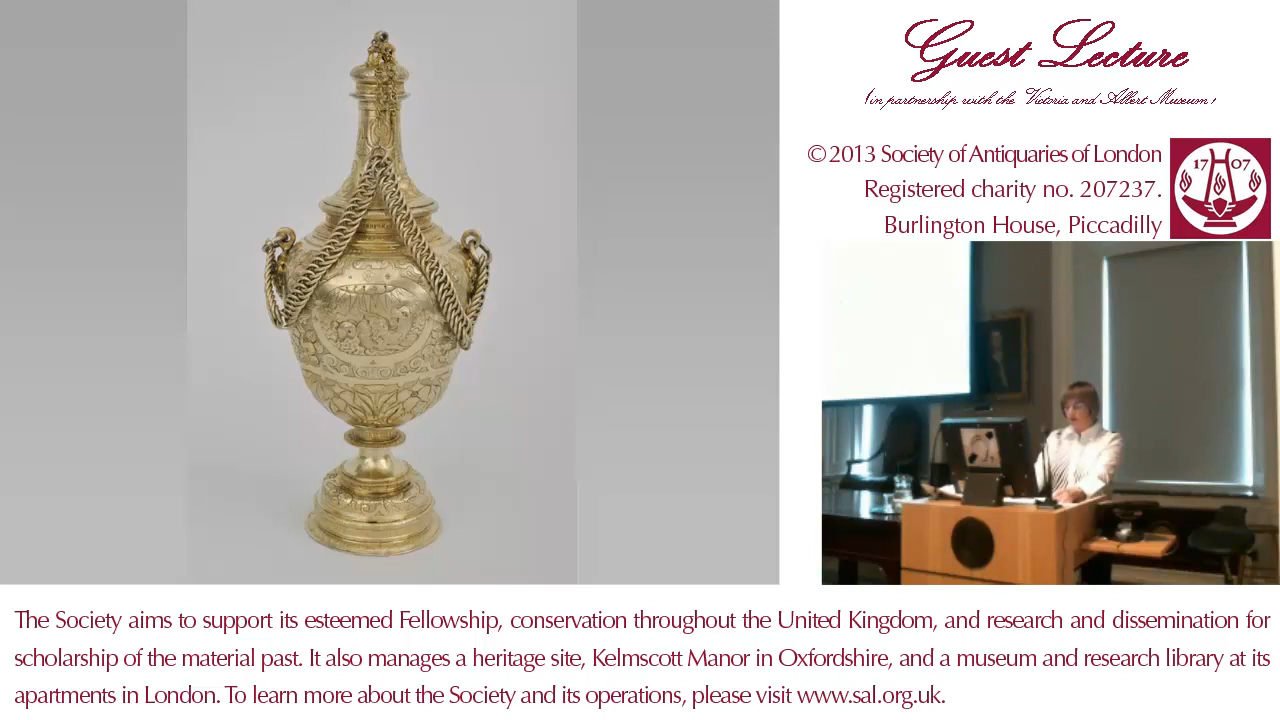 Guest Lecture
(in partnership with the Victoria and Albert Museum)
©2013 Society of Antiquaries of London
Registered charity no. 207237.
Burlington House, Piccadilly
17 07
The Society aims to support its esteemed Fellowship, conservation throughout the United Kingdom, and research and dissemination for
scholarship of the material past. It also manages a heritage site, Kelmscott Manor in Oxfordshire, and a museum and research library at its
apartments in London. To learn more about the Society and its operations, please visit www.sal.org.uk.